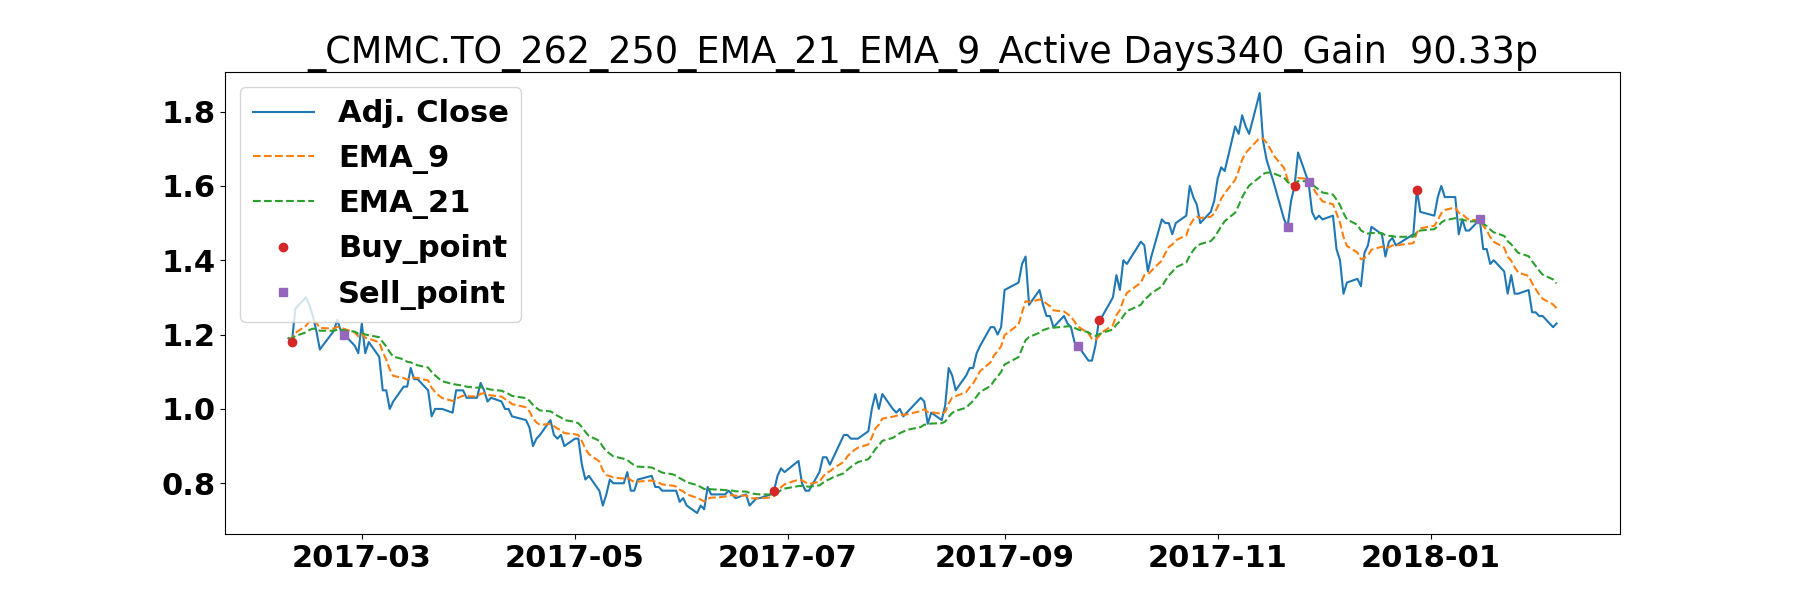 _CMMC.TO_262_250_EMA_21_EMA_9_Active Days340_Gain  90.33p
Adj. Close
EMA_9
EMA_21
Buy_point
Sell_point
1.8
1.6
1.4
1.2
1.0
0.8
2017-03 2017-05 2017-07 2017-09 2017-11 2018-01